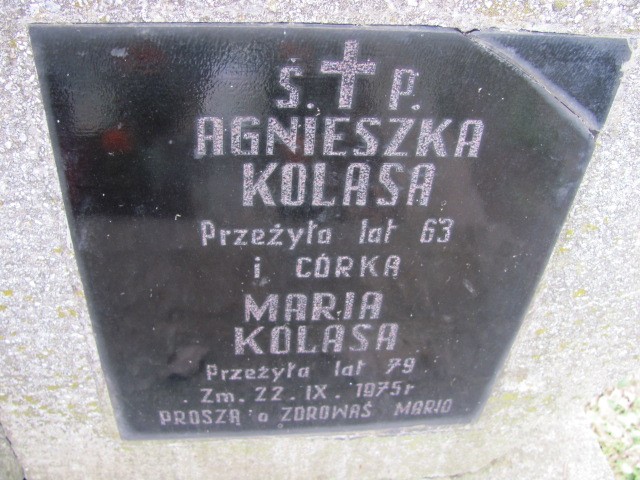 Ś. P.
AGNIESZKA
KOLASA
Przeżyła lat 63
i CÓRKA
MARIA
KOLASA
Przeżyła lat 79
Zm. 22. IX. 1975r
PROSZĄ o ZDROWAŚ MARIO